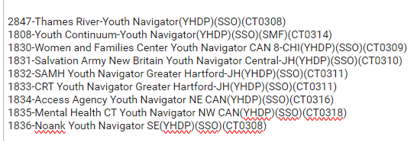 2847-Thames River-Youth Navigator(YHDP)(SSO)(CT0308)
1808-Youth Continuum-Youth Navigator(YHDP)(SSO)(SMF)(CT0314)
1830-Women and Families Center Youth Navigator CAN 8-CHI(YHDP)(SSO)(CT0309)
1831-Salvation Army New Britain Youth Navigator Central-JH(YHDP)(SSO)(CT0310)
1832-SAMH Youth Navigator Greater Hartford-JH(YHDP)(SSO)(CT0311)
1833-CRT Youth Navigator Greater Hartford-JH(YHDP)(SSO)(CT0311)
1834-Access Agency Youth Navigator NE CAN(YHDP)(SSO)(CT0316)
1835-Mental Health CT Youth Navigator NW CAN(YHDP)(SSO)(CT0318)
1836-Noank Youth Navigator SE(YHDP)(SSO)(CT0308)